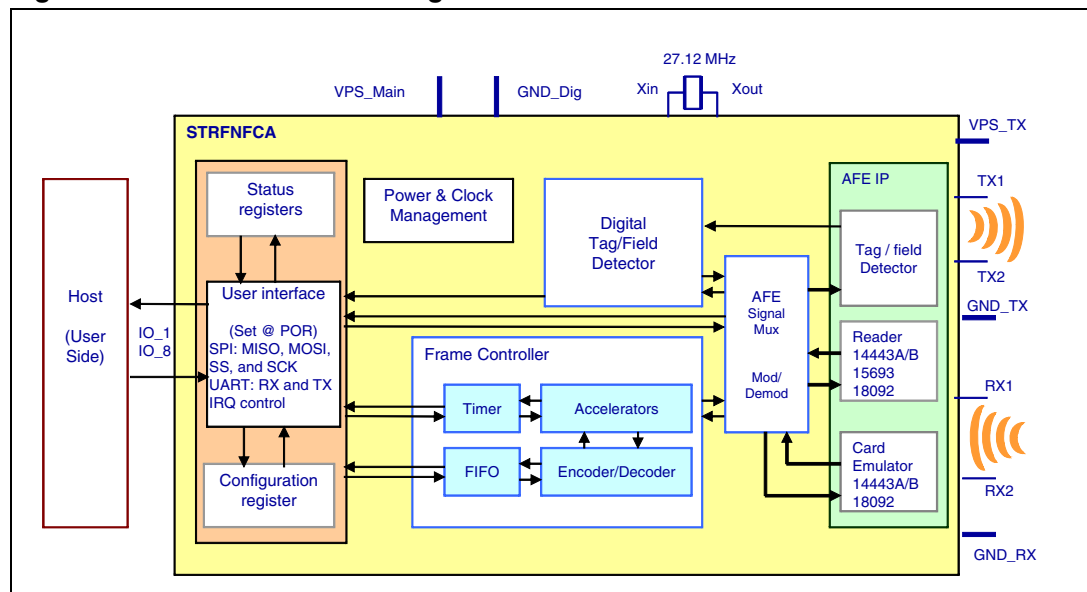 27.12 MHz
VPS_Main
GND_Dig
Xin
Xout
VPS_TX
STRFNFCA
Host
(User
Side)
IO_1
IO_8
Status
registers
User interface
(Set @ POR)
SPI: MISO, MOSI,
SS, and SCK
UART: RX and TX
IRQ control
Configuration
register
Power & Clock
Management
Digital
Tag/Field
Detector
Frame Controller
Timer
Accelerators
FIFO
Encoder/Decoder
AFE
Signal
Mux
Mod/
Demod
AFE IP
Tag / field
Detector
Reader
14443A/B
15693
18092
Card
Emulator
14443A/B
18092
TX1
TX2
GND_TX
RX1
RX2
GND_RX